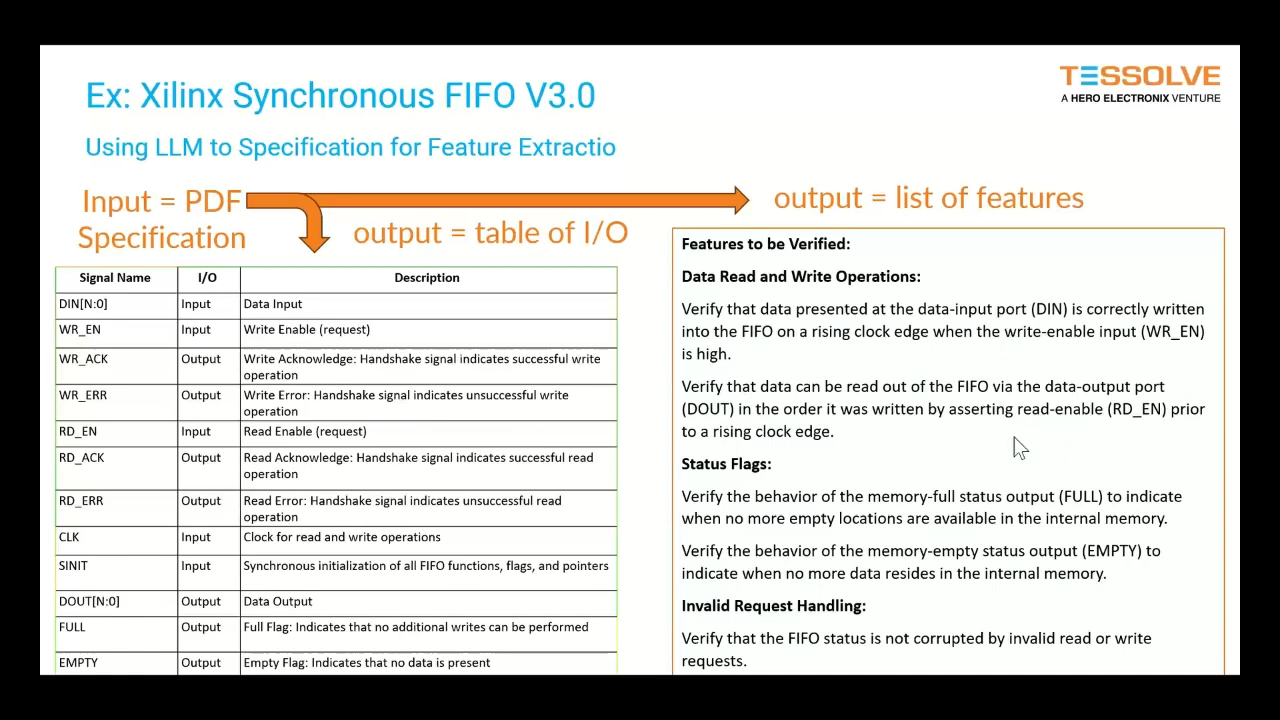 Ex: Xilinx Synchronous FIFO V3.0
TESSOLVE
A HERO ELECTRONIX VENTURE
Using LLM to Specification for Feature Extractio
Input = PDF
Specification
output = table of I/O
output = list of features
Signal Name I/O Description
DIN[N:0] Input Data Input
WR_EN Input Write Enable (request)
WR_ACK Output Write Acknowledge: Handshake signal indicates successful write
operation
WR_ERR Output Write Error: Handshake signal indicates unsuccessful write
operation
RD_EN Input Read Enable (request)
RD_ACK Output Read Acknowledge: Handshake signal indicates successful read
operation
RD_ERR Output Read Error: Handshake signal indicates unsuccessful read
operation
CLK Input Clock for read and write operations
SINIT Input Synchronous initialization of all FIFO functions, flags, and pointers
DOUT[N:0] Output Data Output
FULL Output Full Flag: Indicates that no additional writes can be performed
EMPTY Output Empty Flag: Indicates that no data is present
Features to be Verified:
Data Read and Write Operations:
Verify that data presented at the data-input port (DIN) is correctly written
into the FIFO on a rising clock edge when the write-enable input (WR_EN)
is high.
Verify that data can be read out of the FIFO via the data-output port
(DOUT) in the order it was written by asserting read-enable (RD_EN) prior
to a rising clock edge.
Status Flags:
Verify the behavior of the memory-full status output (FULL) to indicate
when no more empty locations are available in the internal memory.
Verify the behavior of the memory-empty status output (EMPTY) to
indicate when no more data resides in the internal memory.
Invalid Request Handling:
Verify that the FIFO status is not corrupted by invalid read or write
requests.